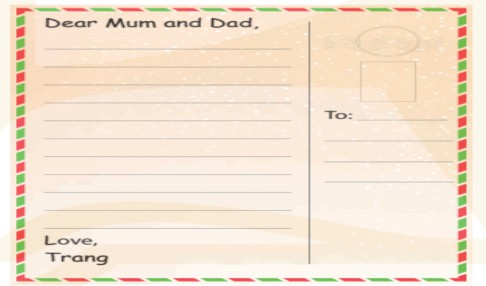 Dear Mum and Dad,
To:
Love,
Trang